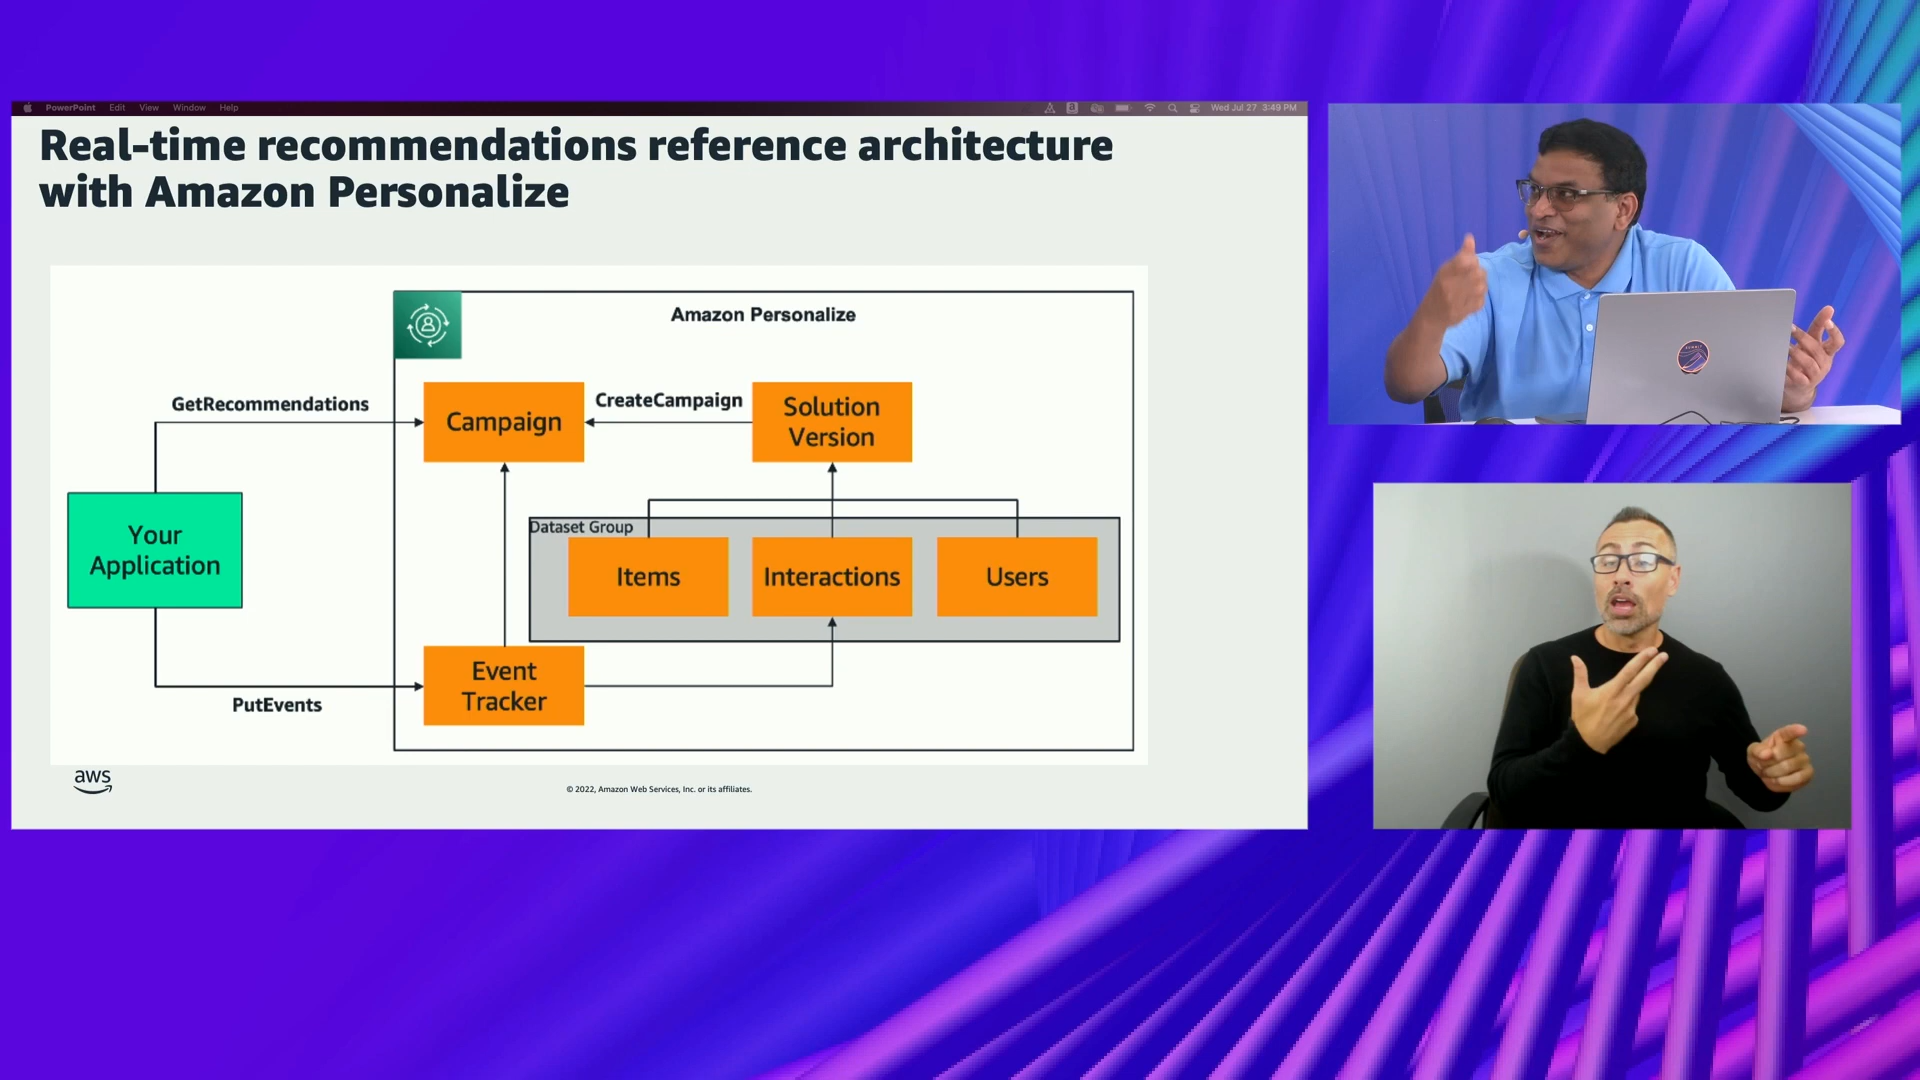 PowerPoint Edit View Window Help
Wed Jul 27 3:49 PM
Real-time recommendations reference architecture
with Amazon Personalize
Amazon Personalize
GetRecommendations
Campaign
CreateCampaign
Solution
Version
Your
Application
Dataset Group
Items
Interactions
Users
Event
Tracker
PutEvents
aws
© 2022, Amazon Web Services, Inc. or its affiliates.